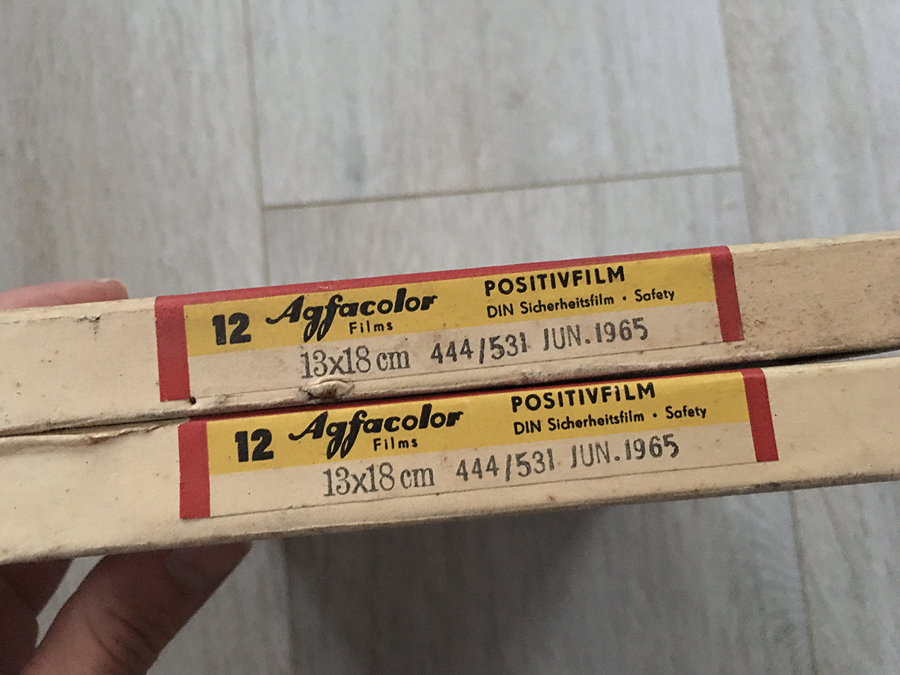 12 Agfacolor Films POSITIVFILM
DIN Sicherheitsfilm · Safety
13x18 cm 444/531 JUN.1965
12 Agfacolor Films POSITIVFILM
DIN Sicherheitsfilm · Safety
13x18 cm 444/531 JUN.1965